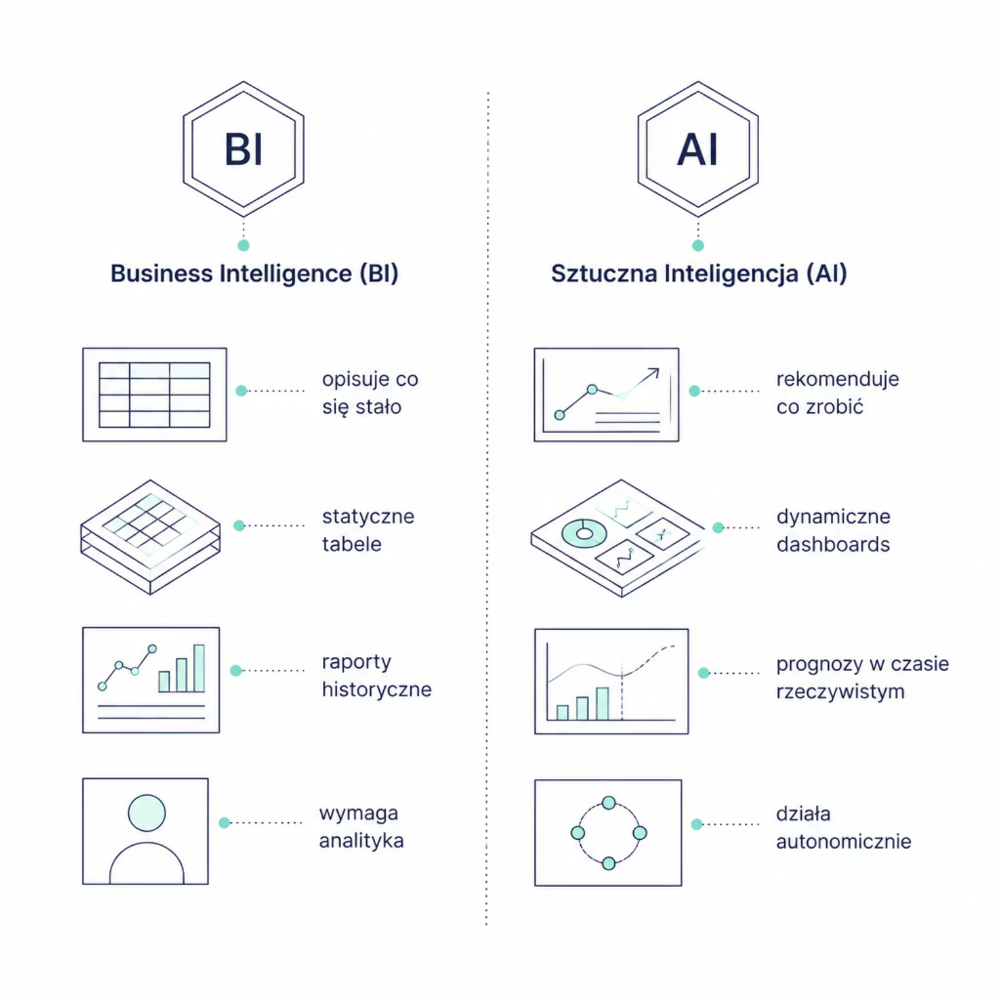 BI
Business Intelligence (BI)
opisuje co
się stało
statyczne
tabele
raporty
historyczne
wymaga
analityka
AI
Sztuczna Inteligencja (AI)
rekomenduje
co zrobić
dynamiczne
dashboards
prognozy w czasie
rzeczywistym
działa
autonomicznie